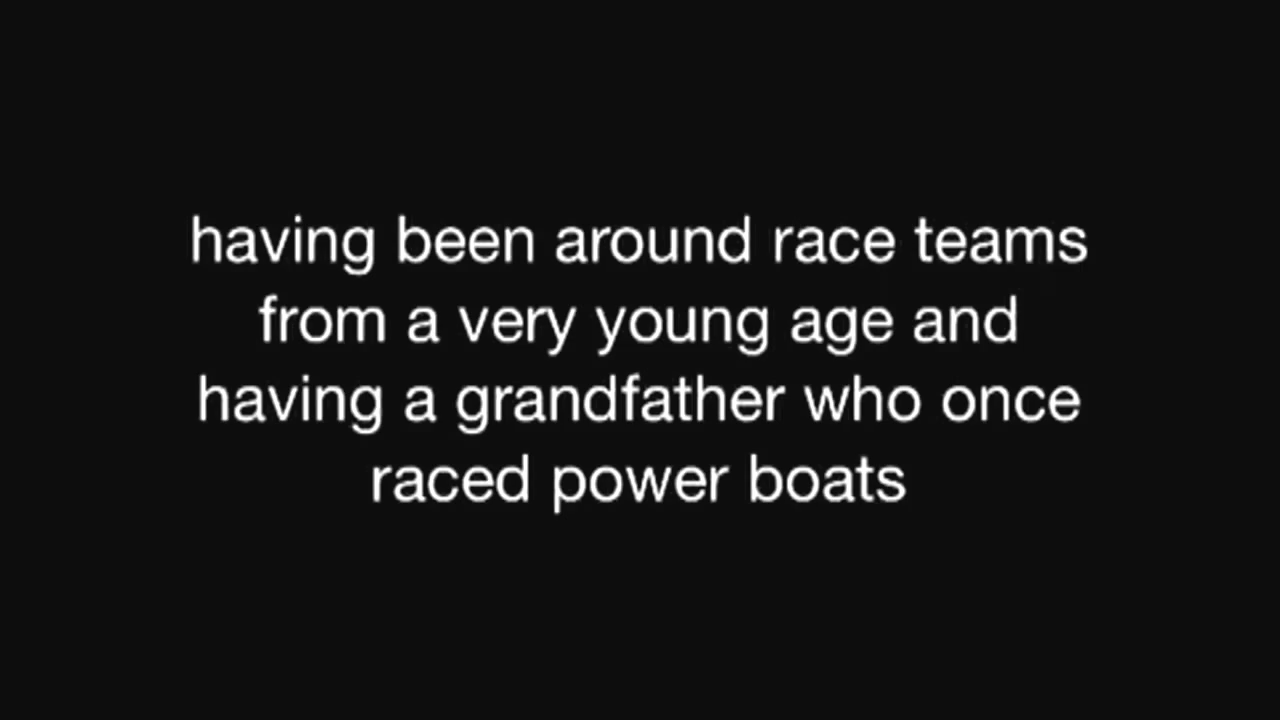 having been around race teams
from a very young age and
having a grandfather who once
raced power boats